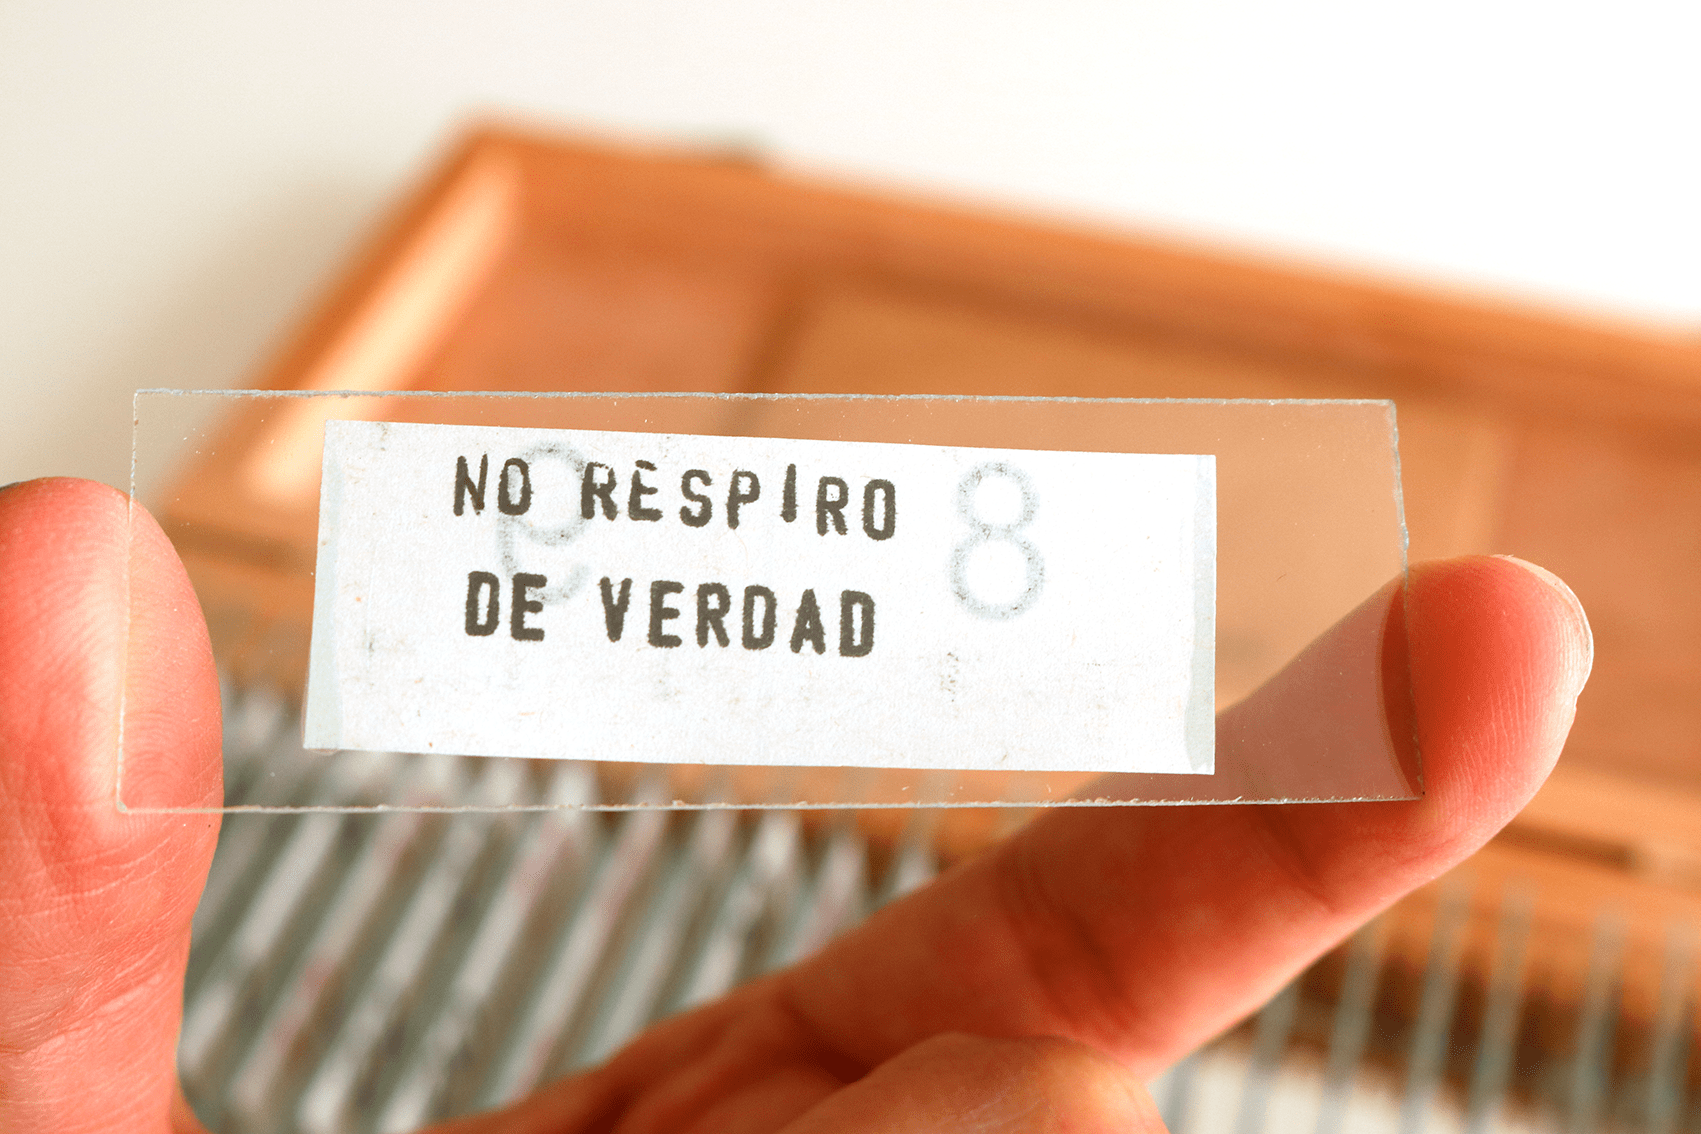 NO RESPIRO
DE VERDAD
8